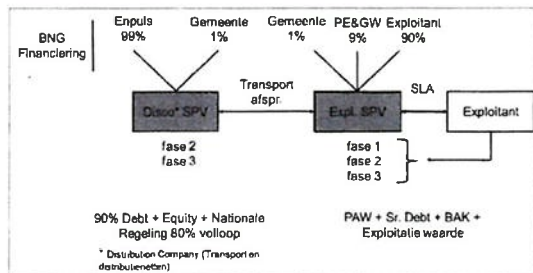 BNG
Financiering
Enpuls
99%
Gemeente
1%
Gemeente
1%
PE&GW
9%
Exploitant
90%
Disco* SPV
Transport
afspr.
Expl. SPV
SLA
Exploitant
fase 2
fase 3
fase 1
fase 2
fase 3
90% Debt + Equity + Nationale
Regeling 80% volloop
PAW + Sr. Debt + BAK +
Exploitatie waarde
* Distribution Company (Transport en
distributienetten)